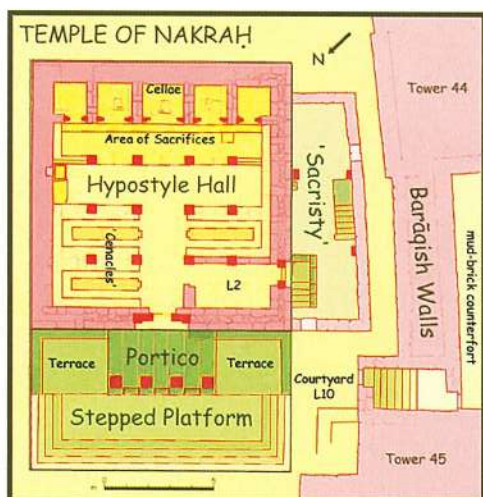 TEMPLE OF NAKRAḤ
N
Cellae
Tower 44
Area of Sacrifices
Hypostyle Hall
'Sacristy'
'Cenacles'
Barāqish Walls
mud-brick counterfort
L2
Portico
Terrace
Terrace
Courtyard
L10
Stepped Platform
Tower 45